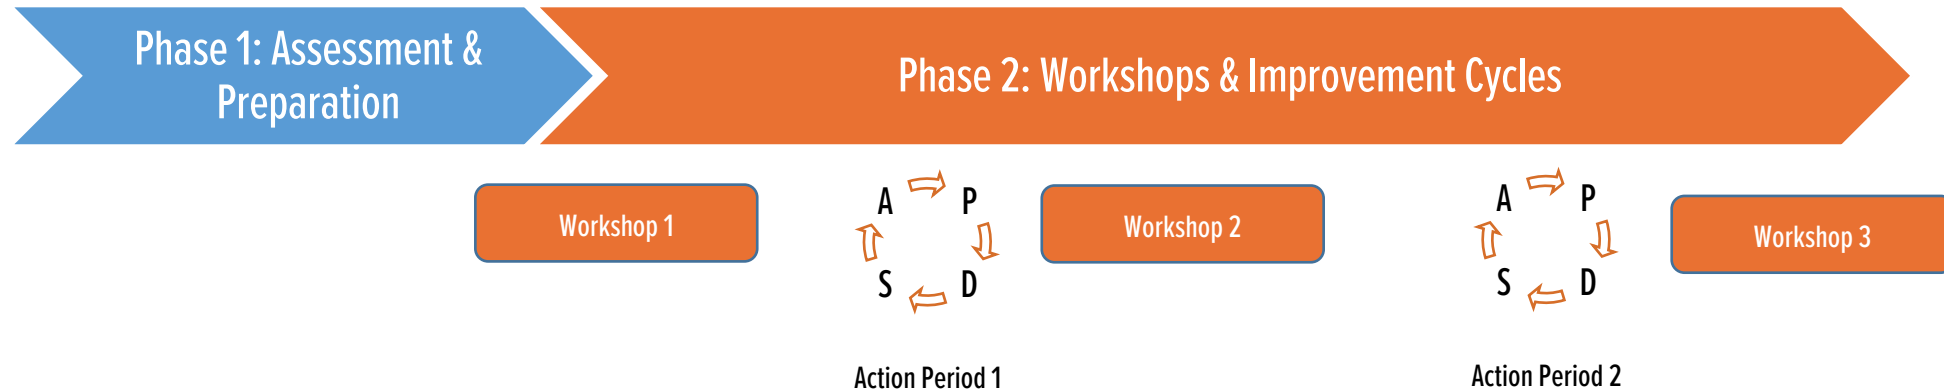 Phase 1: Assessment &
Preparation
Phase 2: Workshops & Improvement Cycles
Workshop 1
A P
S D
Action Period 1
Workshop 2
A P
S D
Action Period 2
Workshop 3